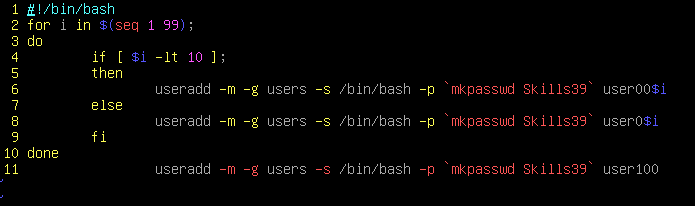 1 #!/bin/bash
2 for i in $(seq 1 99);
3 do
4         if [ $i -lt 10 ];
5         then
6                 useradd -m -g users -s /bin/bash -p `mkpasswd Skills39` user00$i
7         else
8                 useradd -m -g users -s /bin/bash -p `mkpasswd Skills39` user0$i
9         fi
10 done
11                 useradd -m -g users -s /bin/bash -p `mkpasswd Skills39` user100
~